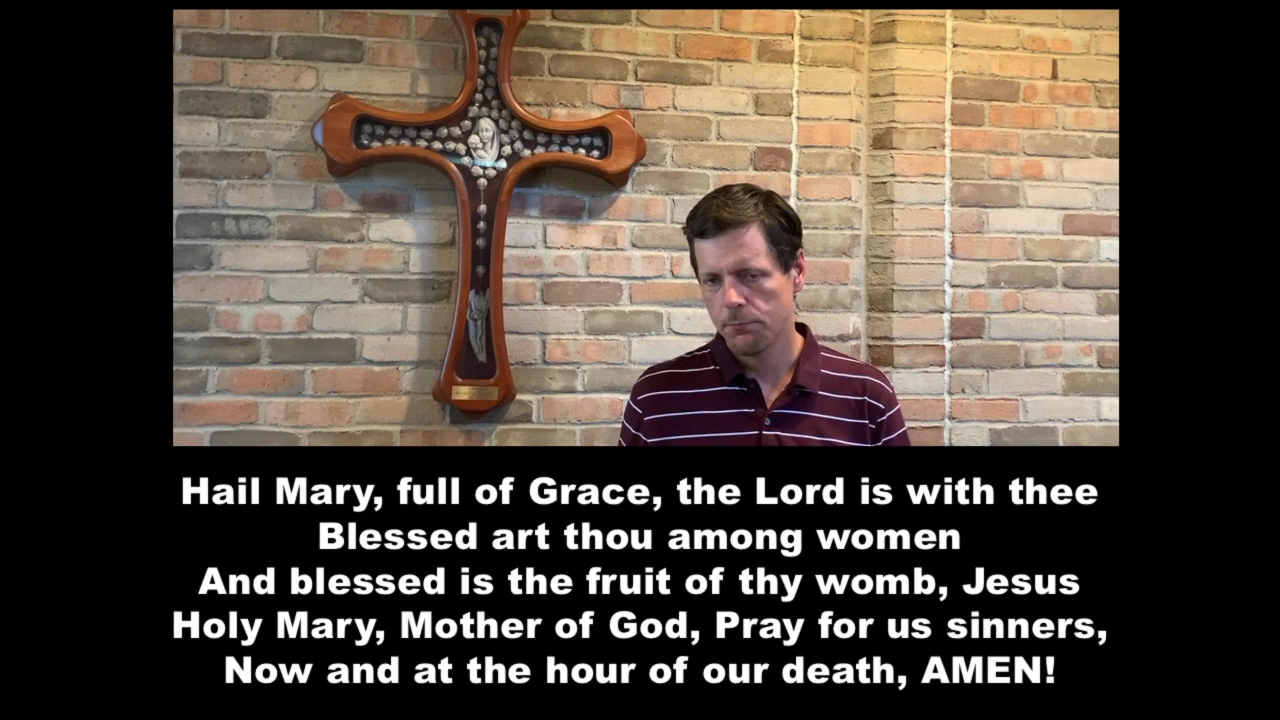 Hail Mary, full of Grace, the Lord is with thee
Blessed art thou among women
And blessed is the fruit of thy womb, Jesus
Holy Mary, Mother of God, Pray for us sinners,
Now and at the hour of our death, AMEN!